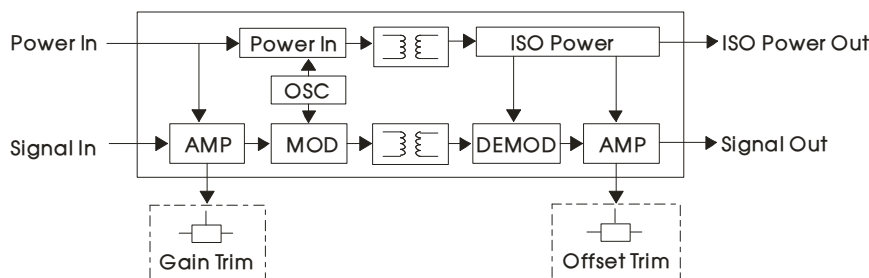 Power In
Power In
ISO Power
ISO Power Out
OSC
Signal In
AMP
MOD
DEMOD
AMP
Signal Out
Gain Trim
Offset Trim